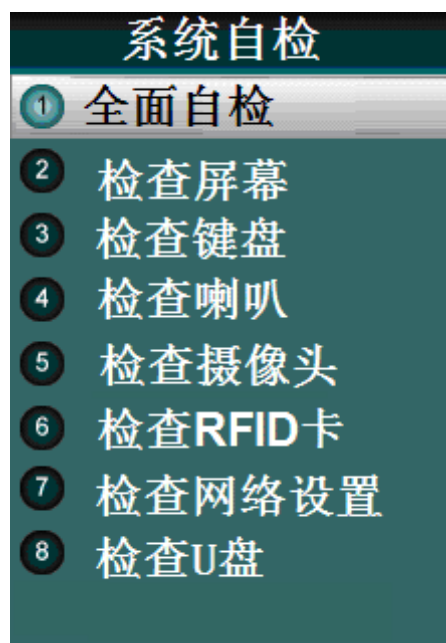 系统自检
1 全面自检
2 检查屏幕
3 检查键盘
4 检查喇叭
5 检查摄像头
6 检查RFID卡
7 检查网络设置
8 检查U盘